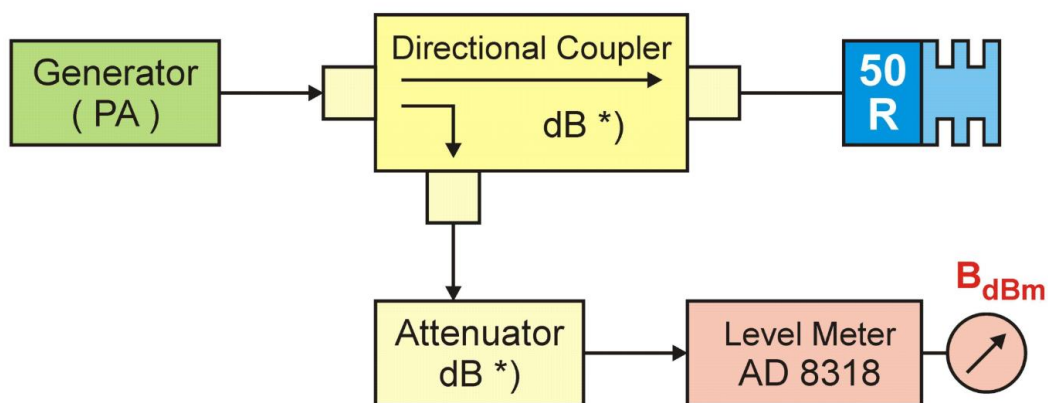 Generator
( PA )
Directional Coupler
dB *)
50
R
Attenuator
dB *)
Level Meter
AD 8318
B dBm